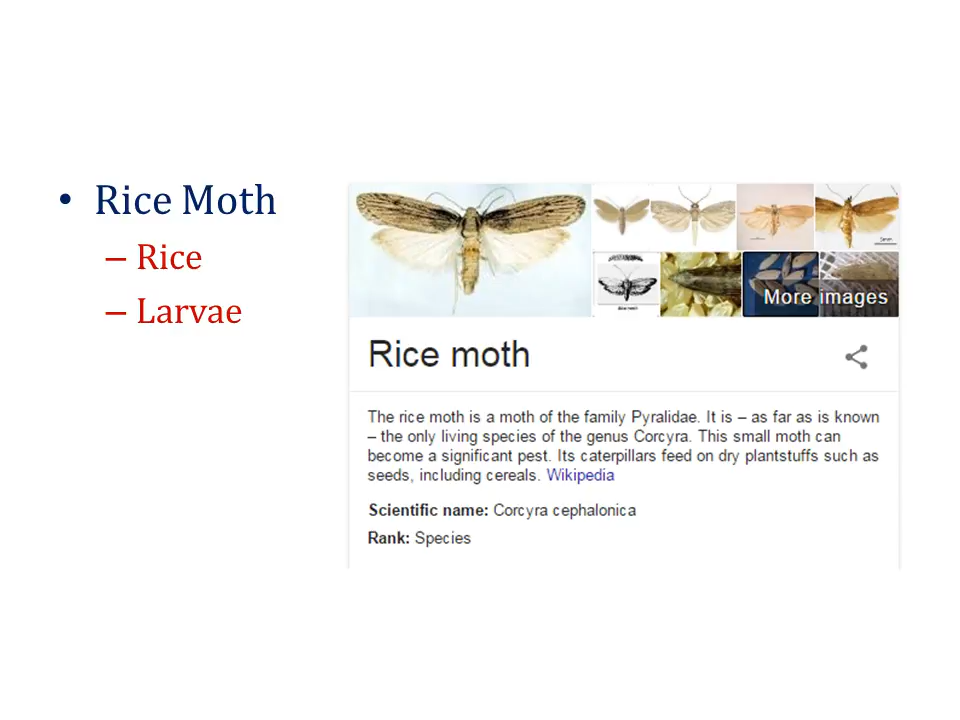 • Rice Moth
– Rice
– Larvae
More images
Rice moth
The rice moth is a moth of the family Pyralidae. It is – as far as is known
– the only living species of the genus Corcyra. This small moth can
become a significant pest. Its caterpillars feed on dry plantstuffs such as
seeds, including cereals. Wikipedia
Scientific name: Corcyra cephalonica
Rank: Species